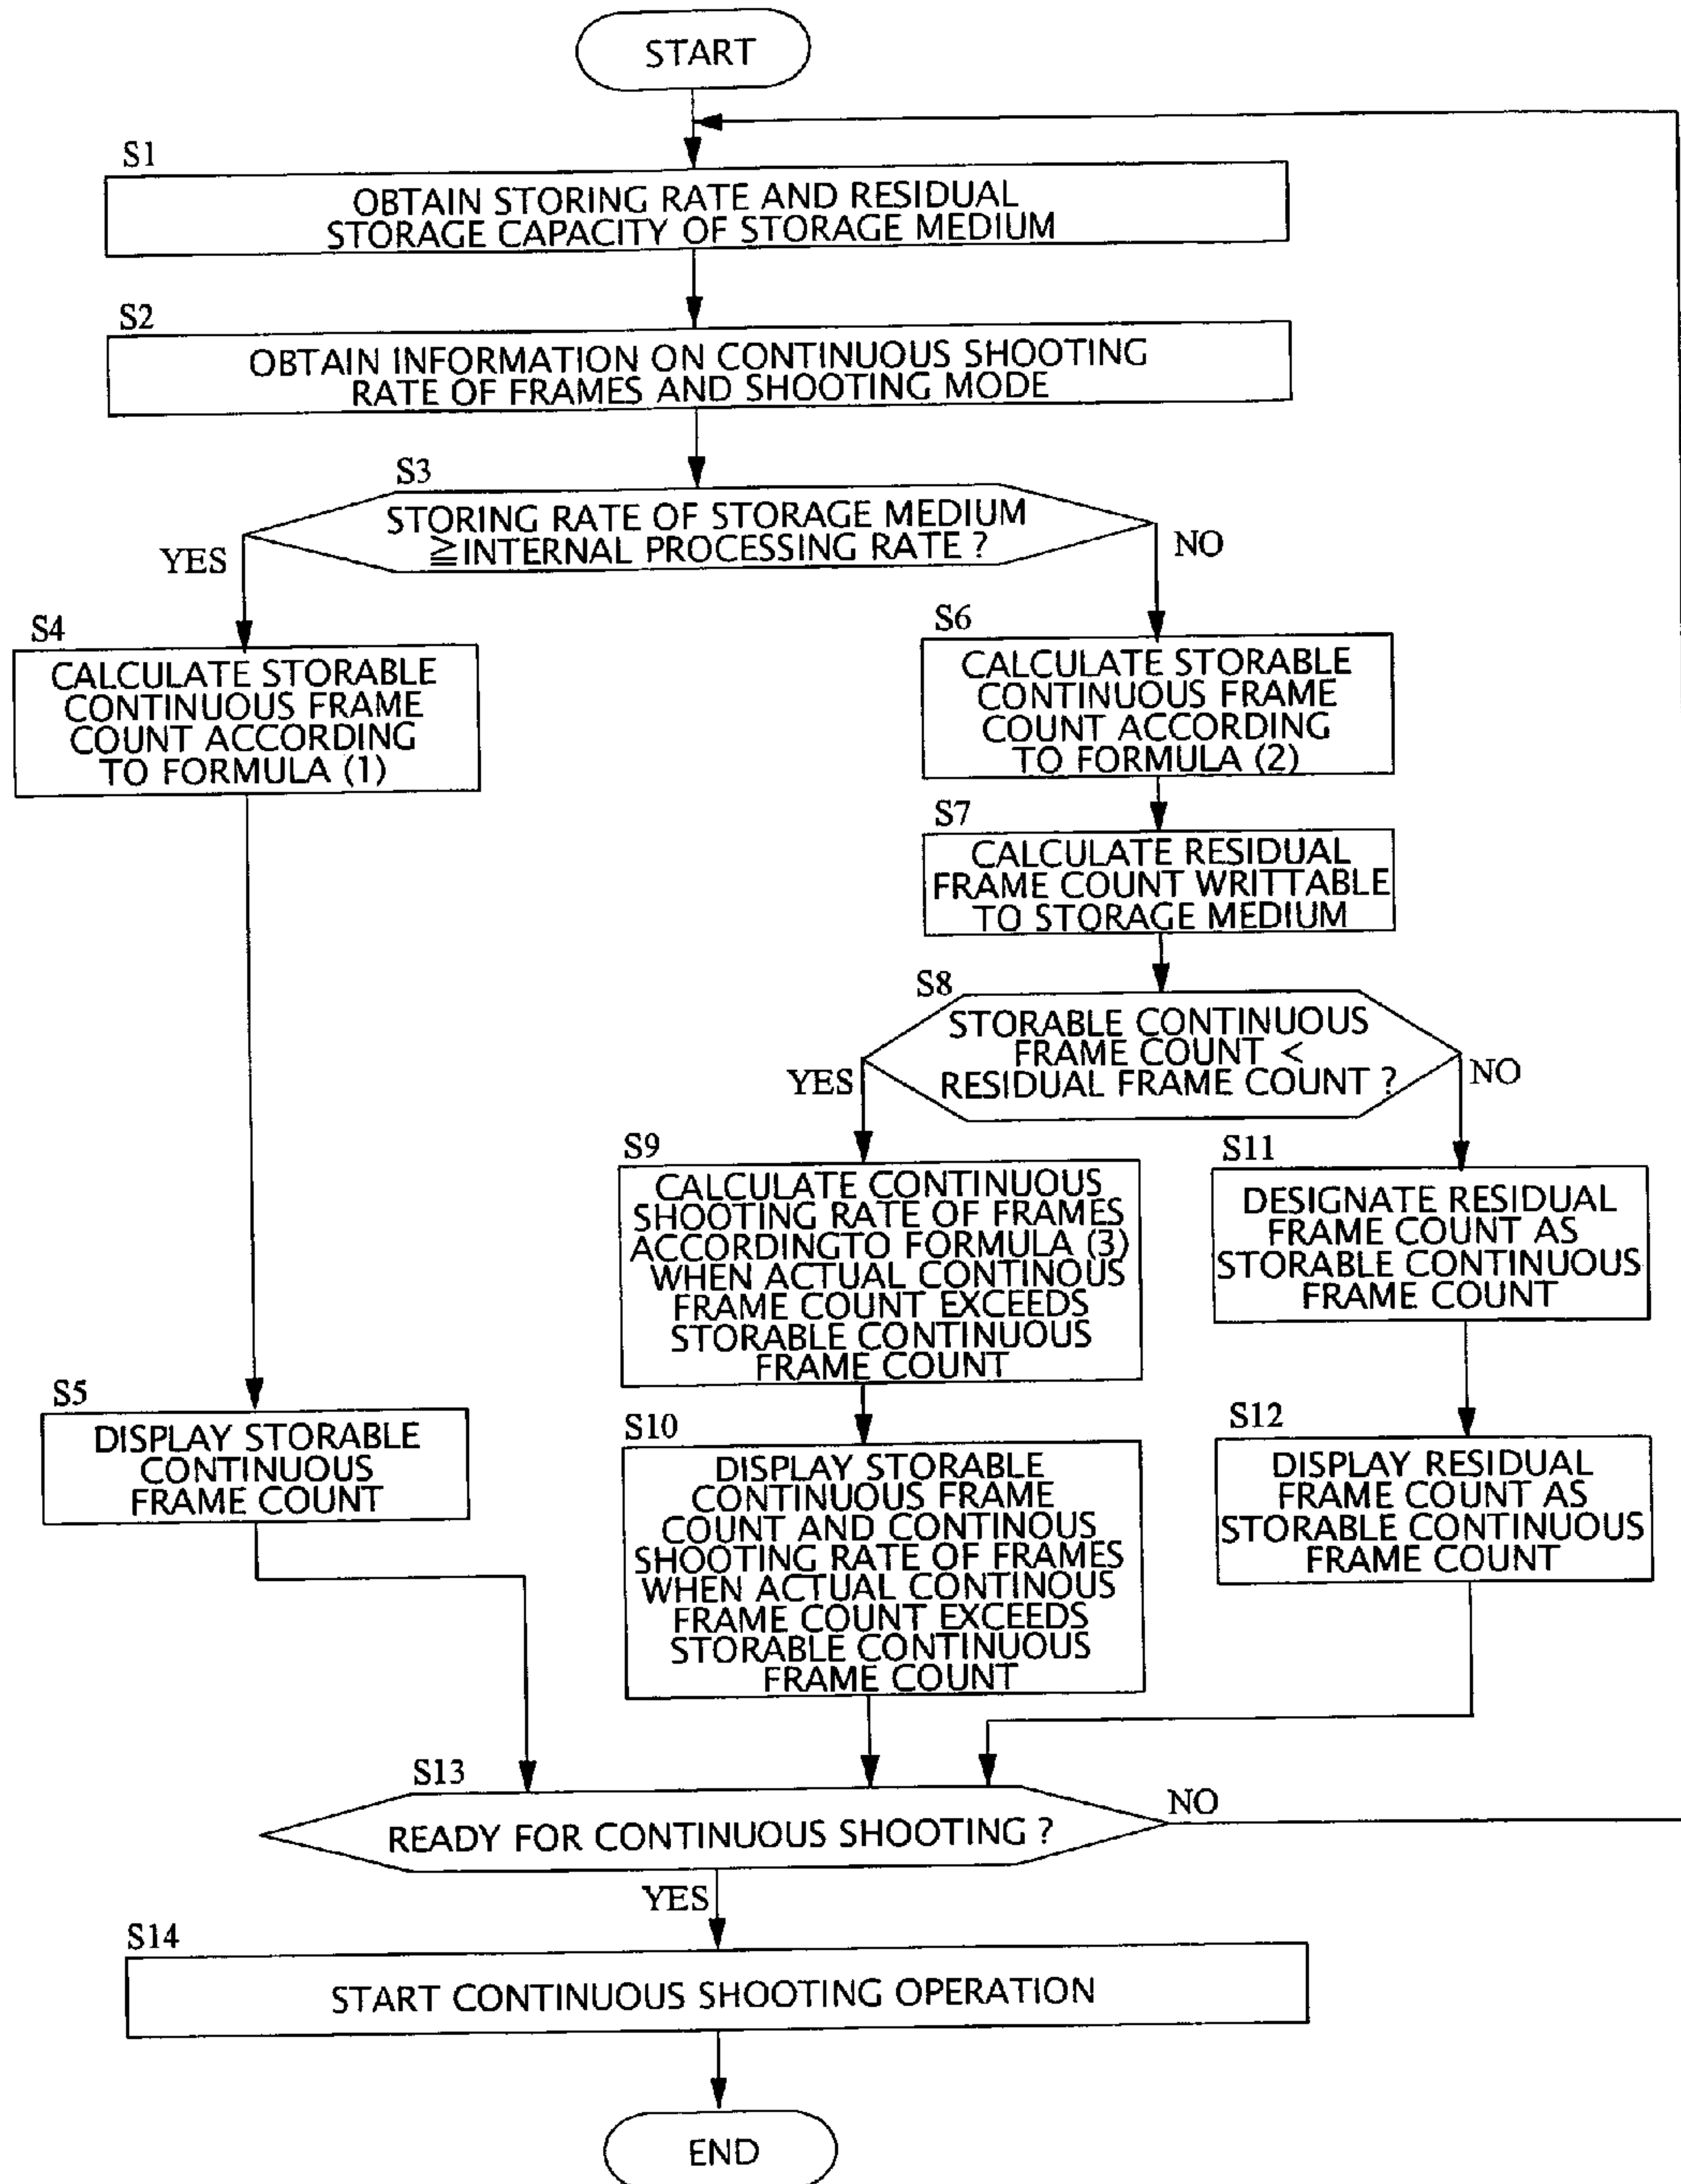 START
S1
OBTAIN STORING RATE AND RESIDUAL
STORAGE CAPACITY OF STORAGE MEDIUM
S2
OBTAIN INFORMATION ON CONTINUOUS SHOOTING
RATE OF FRAMES AND SHOOTING MODE
S3
STORING RATE OF STORAGE MEDIUM
≧INTERNAL PROCESSING RATE ?
YES
NO
S4
CALCULATE STORABLE
CONTINUOUS FRAME
COUNT ACCORDING
TO FORMULA (1)
S5
DISPLAY STORABLE
CONTINUOUS
FRAME COUNT
S6
CALCULATE STORABLE
CONTINUOUS FRAME
COUNT ACCORDING
TO FORMULA (2)
S7
CALCULATE RESIDUAL
FRAME COUNT WRITTABLE
TO STORAGE MEDIUM
S8
STORABLE CONTINUOUS
FRAME COUNT <
RESIDUAL FRAME COUNT ?
YES
NO
S9
CALCULATE CONTINUOUS
SHOOTING RATE OF FRAMES
ACCORDINGTO FORMULA (3)
WHEN ACTUAL CONTINOUS
FRAME COUNT EXCEEDS
STORABLE CONTINUOUS
FRAME COUNT
S10
DISPLAY STORABLE
CONTINUOUS FRAME
COUNT AND CONTINOUS
SHOOTING RATE OF FRAMES
WHEN ACTUAL CONTINOUS
FRAME COUNT EXCEEDS
STORABLE CONTINUOUS
FRAME COUNT
S11
DESIGNATE RESIDUAL
FRAME COUNT AS
STORABLE CONTINUOUS
FRAME COUNT
S12
DISPLAY RESIDUAL
FRAME COUNT AS
STORABLE CONTINUOUS
FRAME COUNT
S13
READY FOR CONTINUOUS SHOOTING ?
NO
YES
S14
START CONTINUOUS SHOOTING OPERATION
END